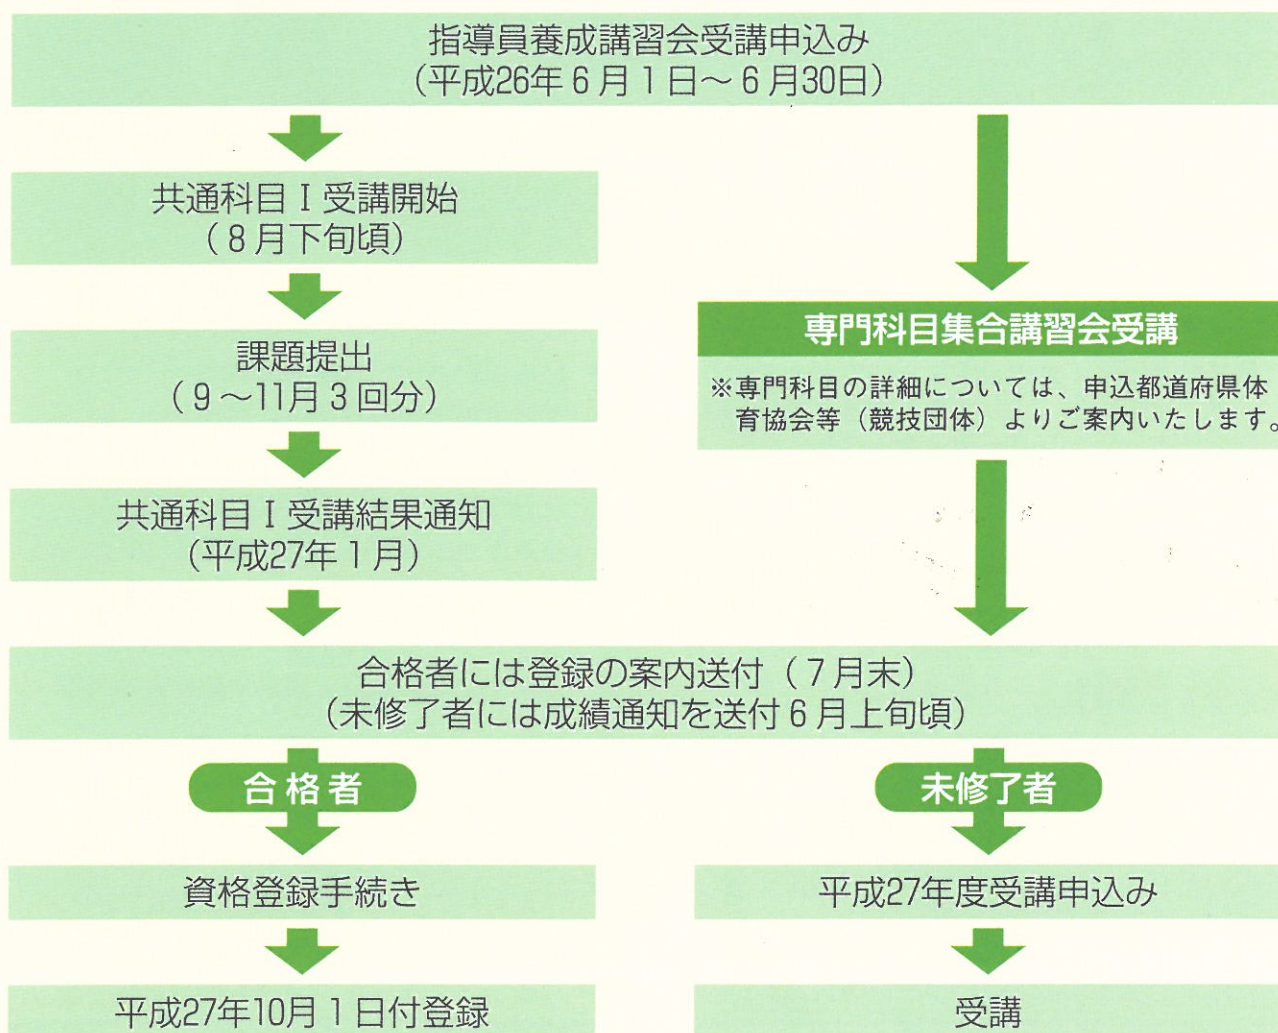 指導員養成講習会受講申込み
（平成26年6月1日～6月30日）
共通科目Ⅰ受講開始
（8月下旬頃）
課題提出
（9～11月3回分）
共通科目Ⅰ受講結果通知
（平成27年1月）
専門科目集合講習会受講
※専門科目の詳細については、申込都道府県体
育協会等（競技団体）よりご案内いたします。
合格者には登録の案内送付（7月末）
（未修了者には成績通知を送付6月上旬頃）
合格者
資格登録手続き
平成27年10月1日付登録
未修了者
平成27年度受講申込み
受講